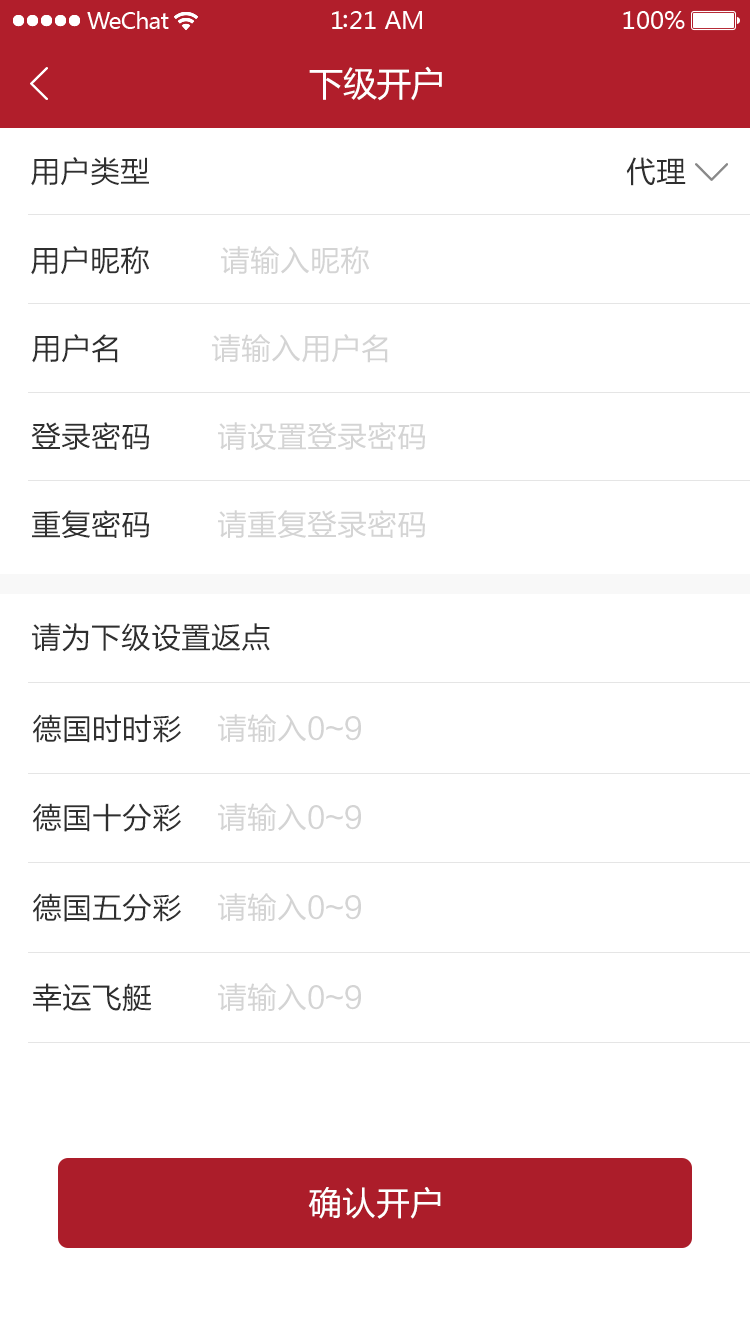 WeChat 1:21 AM 100%
下级开户
用户类型 代理
用户昵称 请输入昵称
用户名 请输入用户名
登录密码 请设置登录密码
重复密码 请重复登录密码
请为下级设置返点
德国时时彩 请输入0~9
德国十分彩 请输入0~9
德国五分彩 请输入0~9
幸运飞艇 请输入0~9
确认开户